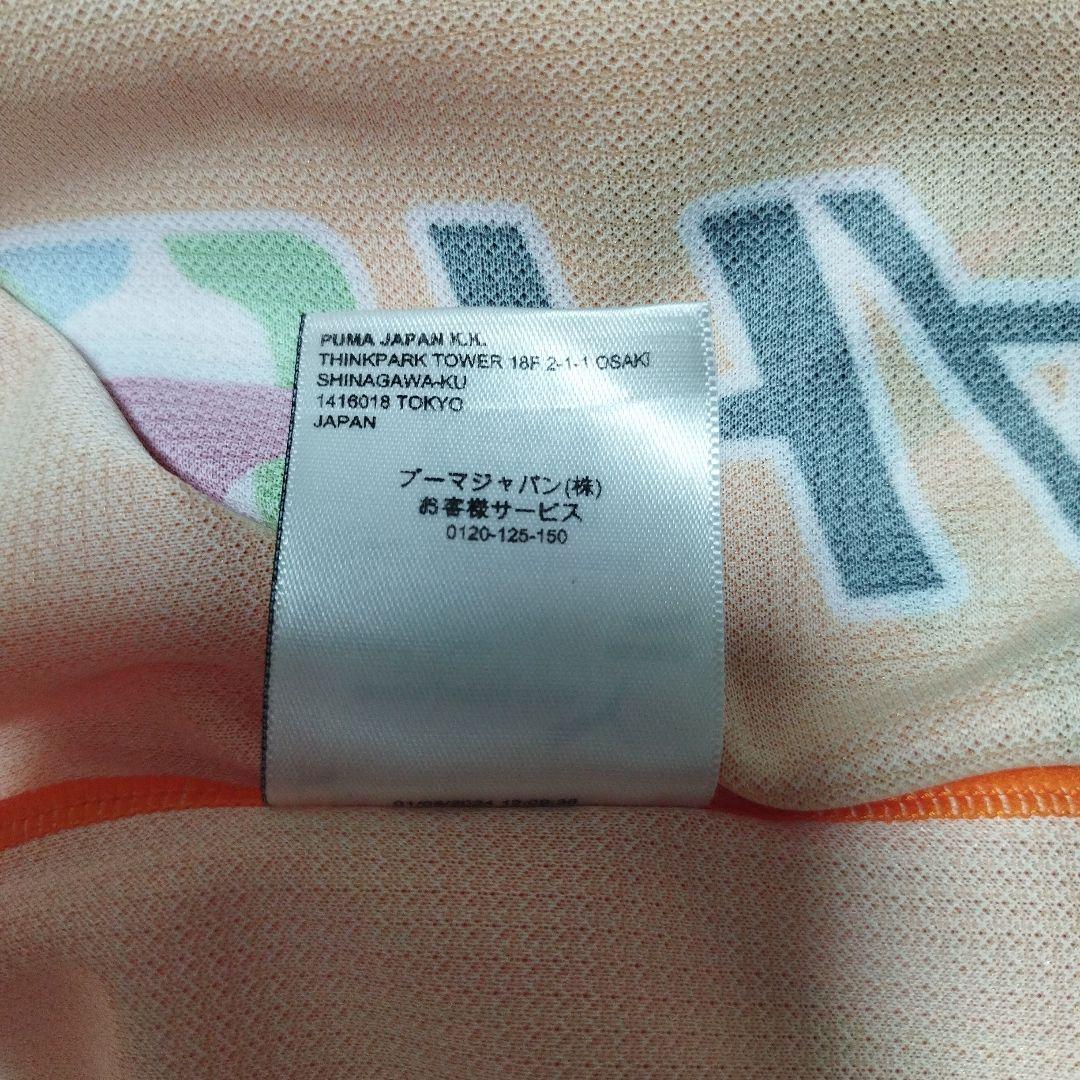 PUMA JAPAN K.K.
THINKPARK TOWER 18F 2-1-1 OSAKI
SHINAGAWA-KU
1416018 TOKYO
JAPAN
プーマジャパン(株)
お客様サービス
0120-125-150